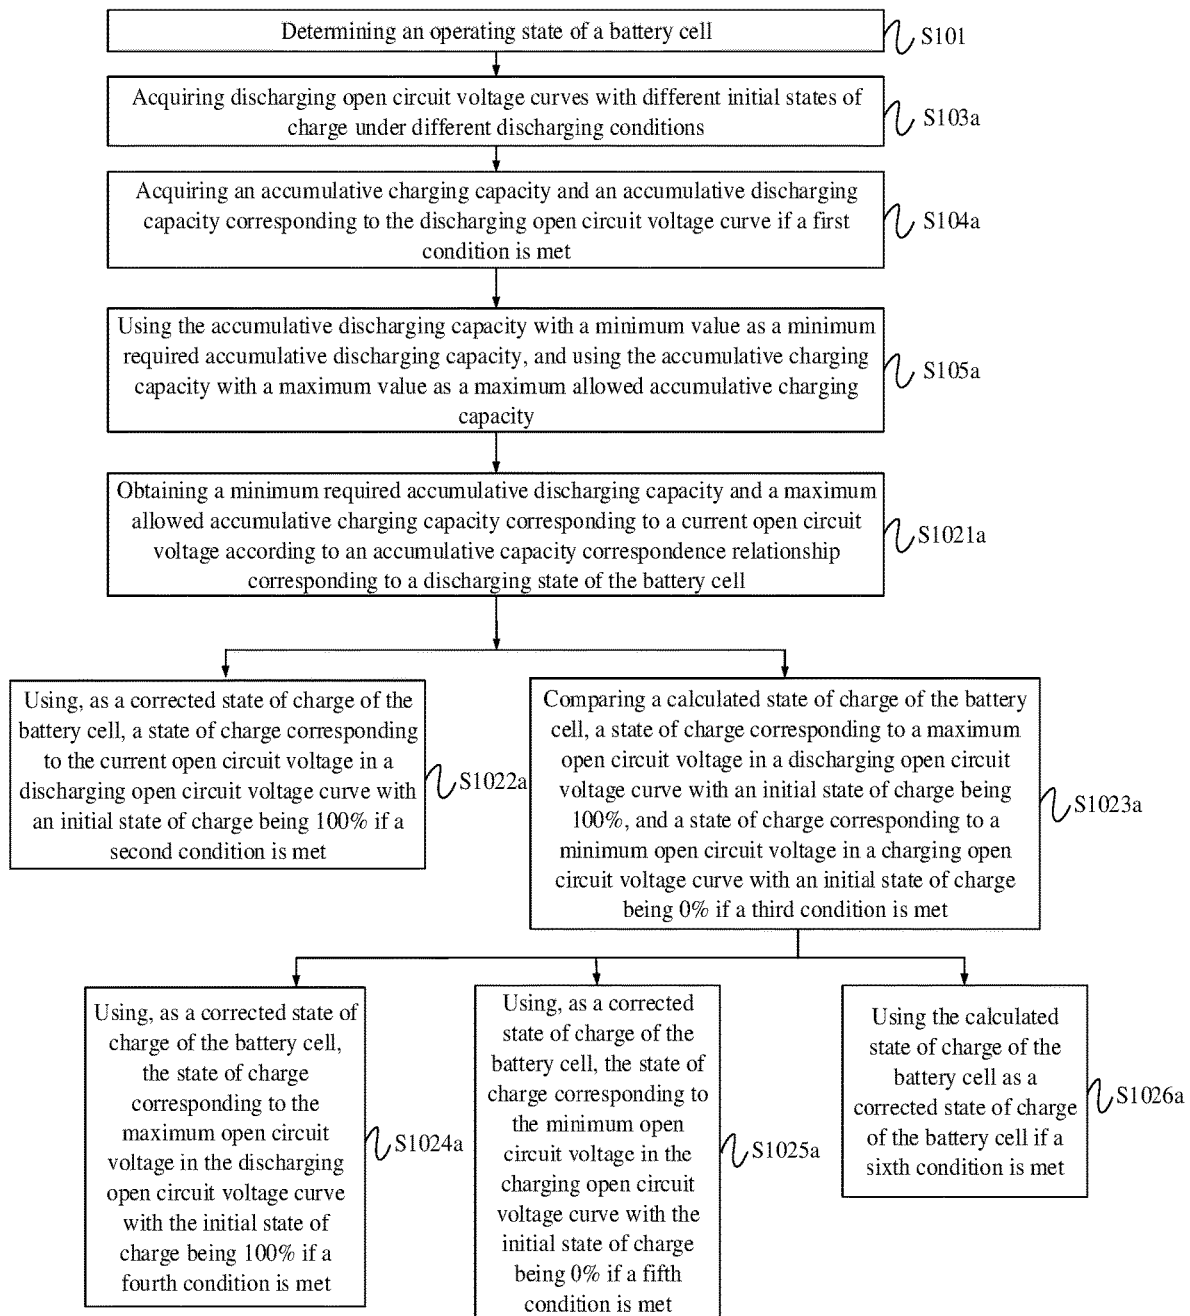 Determining an operating state of a battery cell
S101
Acquiring discharging open circuit voltage curves with different initial states of
charge under different discharging conditions
S103a
Acquiring an accumulative charging capacity and an accumulative discharging
capacity corresponding to the discharging open circuit voltage curve if a first
condition is met
S104a
Using the accumulative discharging capacity with a minimum value as a minimum
required accumulative discharging capacity, and using the accumulative charging
capacity with a maximum value as a maximum allowed accumulative charging
capacity
S105a
Obtaining a minimum required accumulative discharging capacity and a maximum
allowed accumulative charging capacity corresponding to a current open circuit
voltage according to an accumulative capacity correspondence relationship
corresponding to a discharging state of the battery cell
S1021a
Using, as a corrected state of charge of the
battery cell, a state of charge corresponding
to the current open circuit voltage in a
discharging open circuit voltage curve with
an initial state of charge being 100% if a
second condition is met
S1022a
Comparing a calculated state of charge of the battery
cell, a state of charge corresponding to a maximum
open circuit voltage in a discharging open circuit
voltage curve with an initial state of charge being
100%, and a state of charge corresponding to a
minimum open circuit voltage in a charging open
circuit voltage curve with an initial state of charge
being 0% if a third condition is met
S1023a
Using, as a corrected state of
charge of the battery cell,
the state of charge
corresponding to the
maximum open circuit
voltage in the discharging
open circuit voltage curve
with the initial state of
charge being 100% if a
fourth condition is met
S1024a
Using, as a corrected
state of charge of the
battery cell, the state of
charge corresponding to
the minimum open
circuit voltage in the
charging open circuit
voltage curve with the
initial state of charge
being 0% if a fifth
condition is met
S1025a
Using the calculated
state of charge of the
battery cell as a
corrected state of charge
of the battery cell if a
sixth condition is met
S1026a